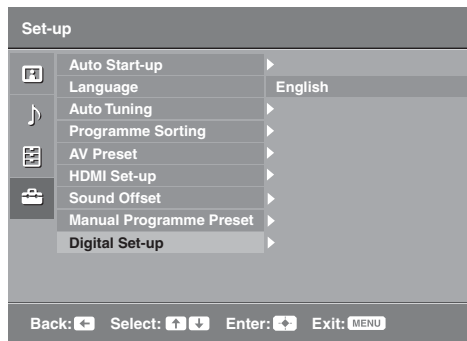 Set-up
Auto Start-up
Language English
Auto Tuning
Programme Sorting
AV Preset
HDMI Set-up
Sound Offset
Manual Programme Preset
Digital Set-up
Back: Select: Enter: Exit: MENU